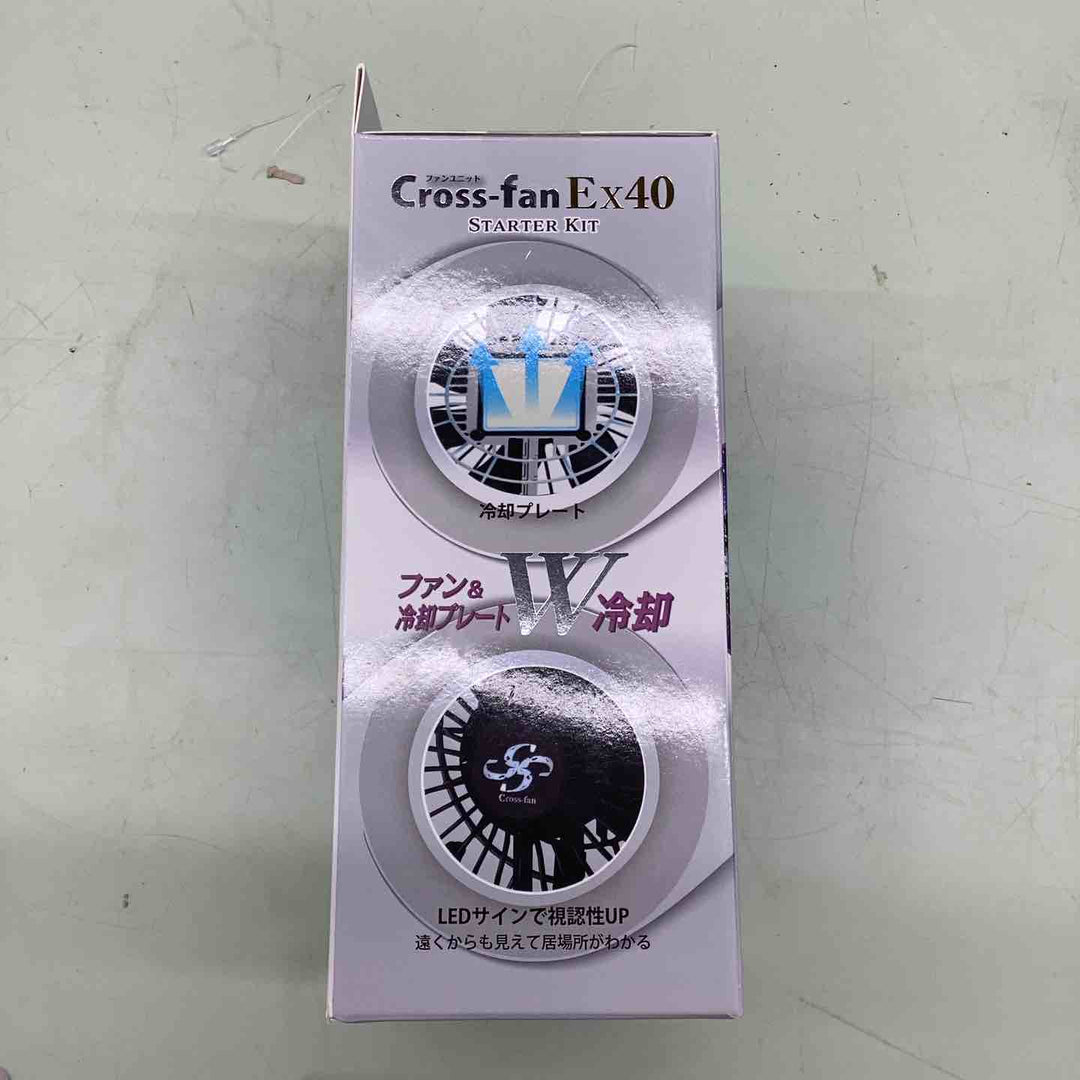 ファンユニット
Cross-fan Ex40
STARTER KIT
冷却プレート
ファン&
冷却プレート W冷却
Cross-fan
LEDサインで視認性UP
遠くからも見えて居場所がわかる